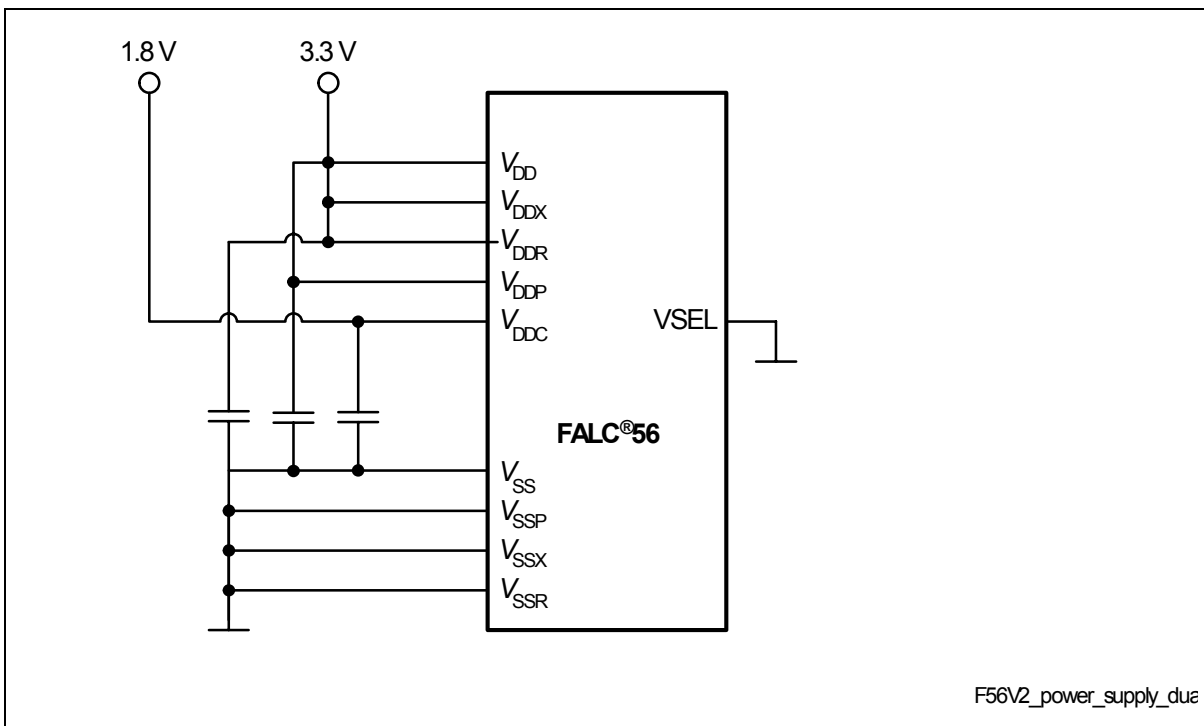 1.8 V
3.3 V
VDD
VDDX
VDDR
VDDP
VDDC
VSEL
FALC®56
VSS
VSSP
VSSX
VSSR
F56V2_power_supply_dua